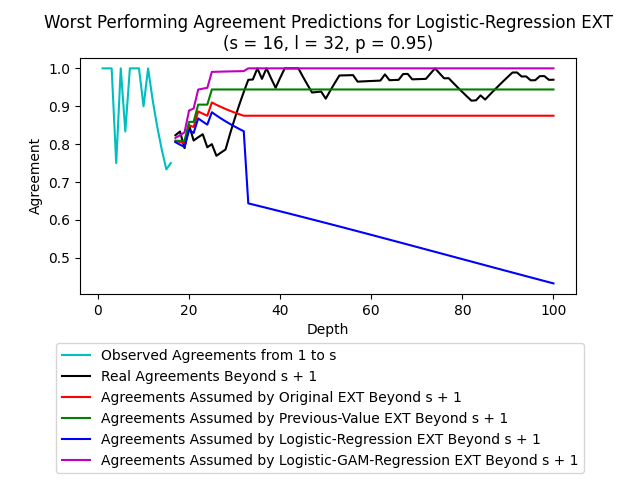 Worst Performing Agreement Predictions for Logistic-Regression EXT
(s = 16, l = 32, p = 0.95)
1.0
0.9
0.8
0.7
0.6
0.5
Agreement
0 20 40 60 80 100
Depth
Observed Agreements from 1 to s
Real Agreements Beyond s + 1
Agreements Assumed by Original EXT Beyond s + 1
Agreements Assumed by Previous-Value EXT Beyond s + 1
Agreements Assumed by Logistic-Regression EXT Beyond s + 1
Agreements Assumed by Logistic-GAM-Regression EXT Beyond s + 1